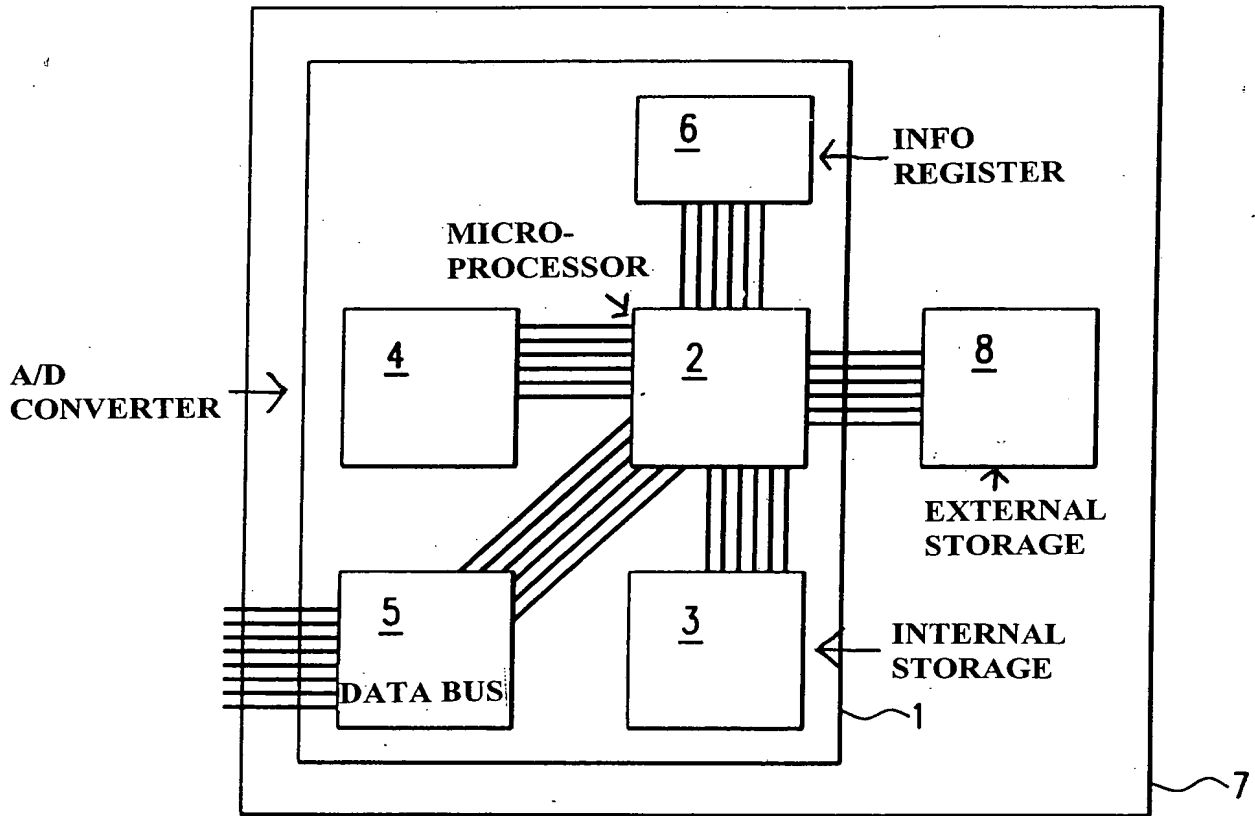 6
INFO
REGISTER
MICRO-
PROCESSOR
4
2
8
A/D
CONVERTER
EXTERNAL
STORAGE
5
3
INTERNAL
STORAGE
DATA BUS
1
7